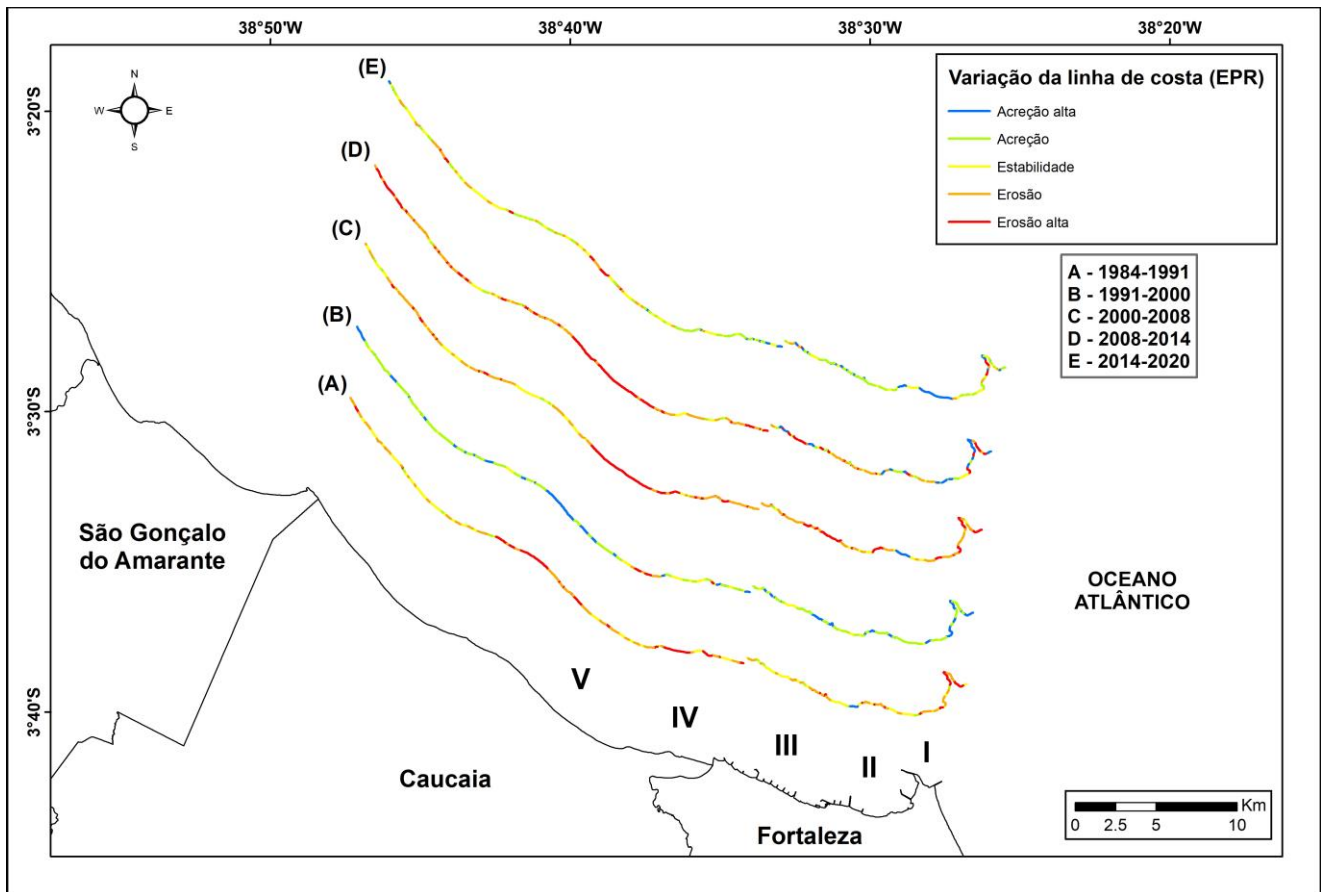 38°50'W
38°40'W
38°30'W
38°20'W
3°20'S
3°30'S
3°40'S
N
W
E
S
(E)
(D)
(C)
(B)
(A)
Variação da linha de costa (EPR)
Acreção alta
Acreção
Estabilidade
Erosão
Erosão alta
A - 1984-1991
B - 1991-2000
C - 2000-2008
D - 2008-2014
E - 2014-2020
São Gonçalo
do Amarante
OCEANO
ATLÂNTICO
V
IV
III
II
I
Caucaia
Fortaleza
Km
0 2.5 5 10